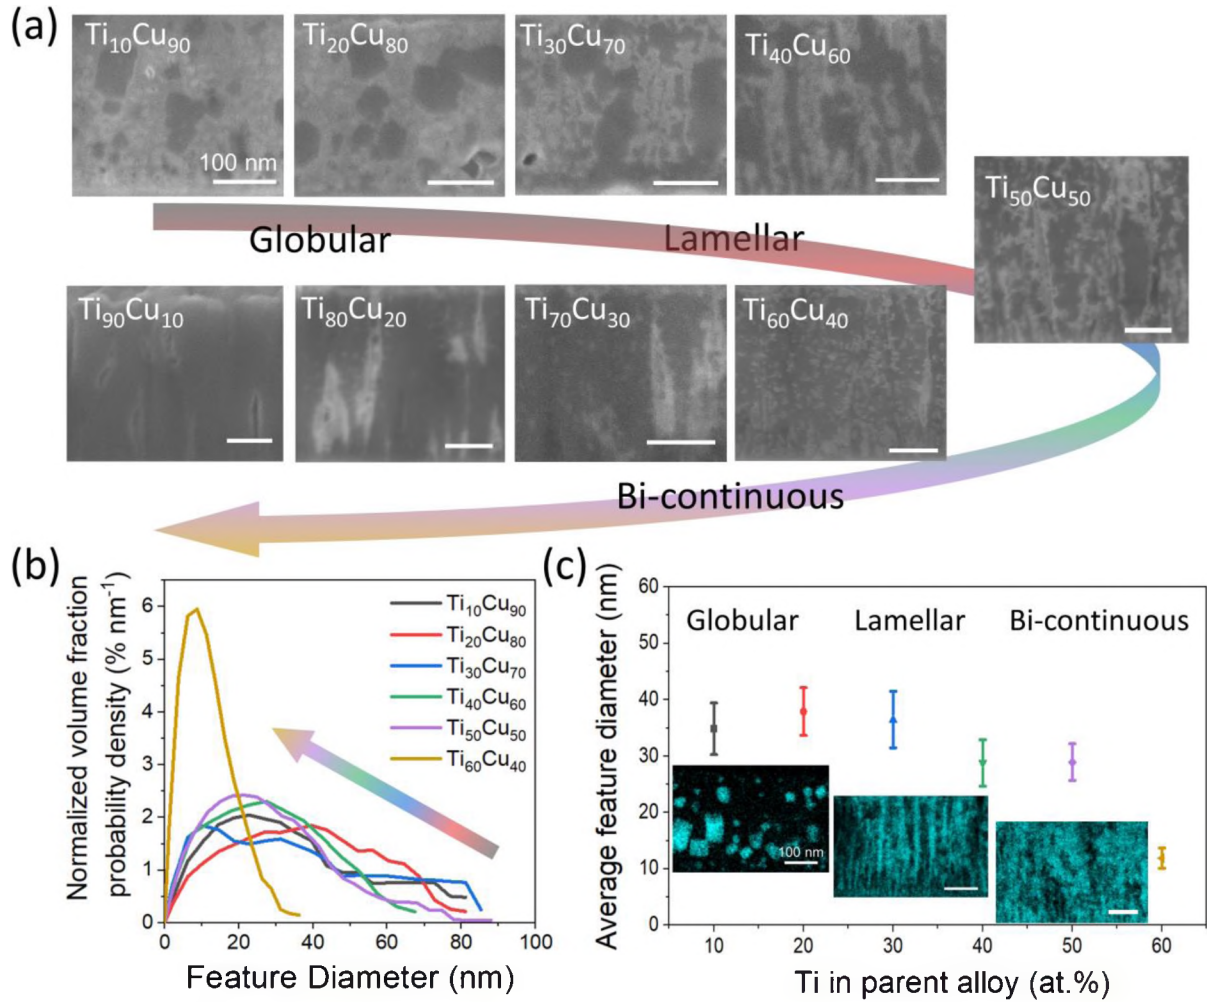 (a)
Ti10Cu90
Ti20Cu80
Ti30Cu70
Ti40Cu60
100 nm
Ti50Cu50
Globular
Lamellar
Ti90Cu10
Ti80Cu20
Ti70Cu30
Ti60Cu40
Bi-continuous
(b)
Normalized volume fraction
probability density (% nm-1)
6
5
4
3
2
1
0
Ti10Cu90
Ti20Cu80
Ti30Cu70
Ti40Cu60
Ti50Cu50
Ti60Cu40
0 20 40 60 80 100
Feature Diameter (nm)
(c)
Average feature diameter (nm)
60
50
40
30
20
10
0
Globular
Lamellar
Bi-continuous
100 nm
10 20 30 40 50 60
Ti in parent alloy (at.%)